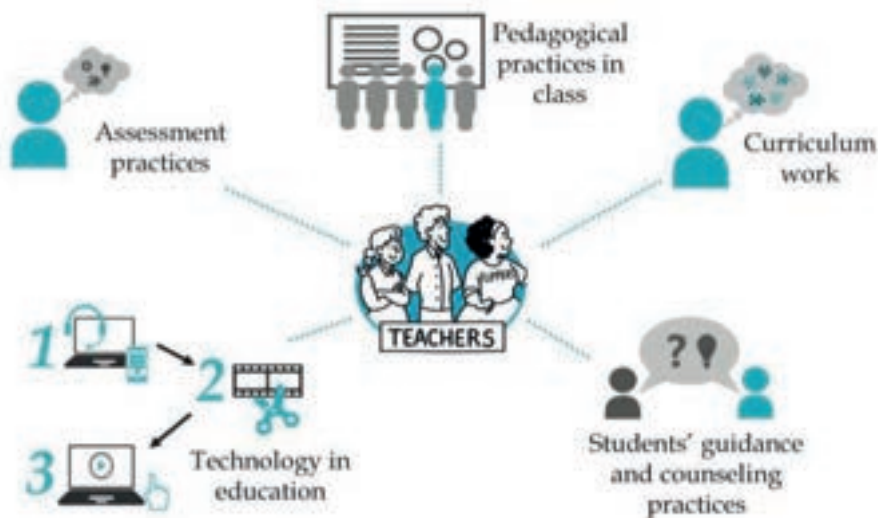 Pedagogical
practices in
class
Assessment
practices
Curriculum
work
TEACHERS
1
2
3
Technology in
education
?
Students' guidance
and counseling
practices